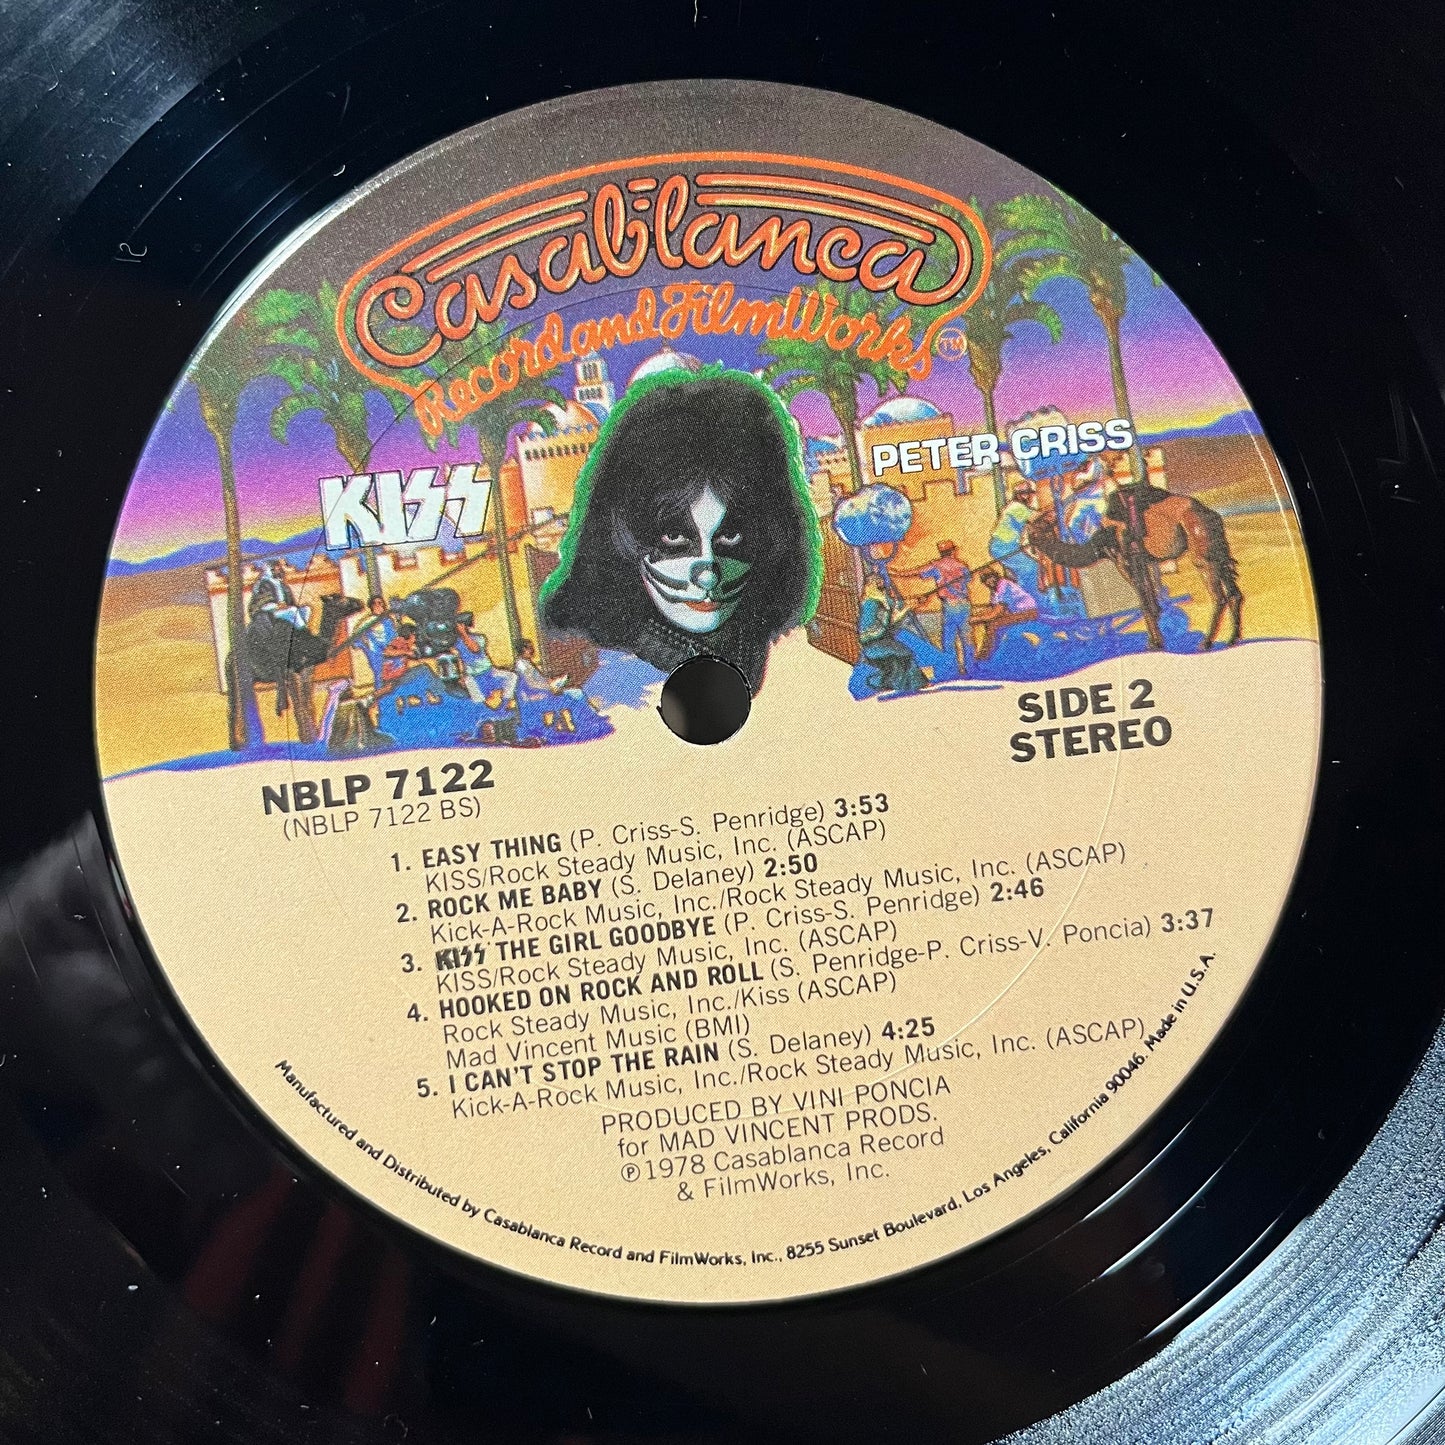 Casablanca
Record and FilmWorks TM
KISS
PETER CRISS
SIDE 2
STEREO
NBLP 7122
(NBLP 7122 BS)
1. EASY THING (P. Criss-S. Penridge) 3:53
KISS/Rock Steady Music, Inc. (ASCAP)
2. ROCK ME BABY (S. Delaney) 2:50
Kick-A-Rock Music, Inc./Rock Steady Music, Inc. (ASCAP)
3. KISS THE GIRL GOODBYE (P. Criss-S. Penridge) 2:46
KISS/Rock Steady Music, Inc. (ASCAP)
4. HOOKED ON ROCK AND ROLL (S. Penridge-P. Criss-V. Poncia) 3:37
Rock Steady Music, Inc./Kiss (ASCAP)
Mad Vincent Music (BMI)
5. I CAN'T STOP THE RAIN (S. Delaney) 4:25
Kick-A-Rock Music, Inc./Rock Steady Music, Inc. (ASCAP)
PRODUCED BY VINI PONCIA
for MAD VINCENT PRODS.
℗1978 Casablanca Record
& FilmWorks, Inc.
Manufactured and Distributed by Casablanca Record and FilmWorks, Inc., 8255 Sunset Boulevard, Los Angeles, California 90046. Made in U.S.A.